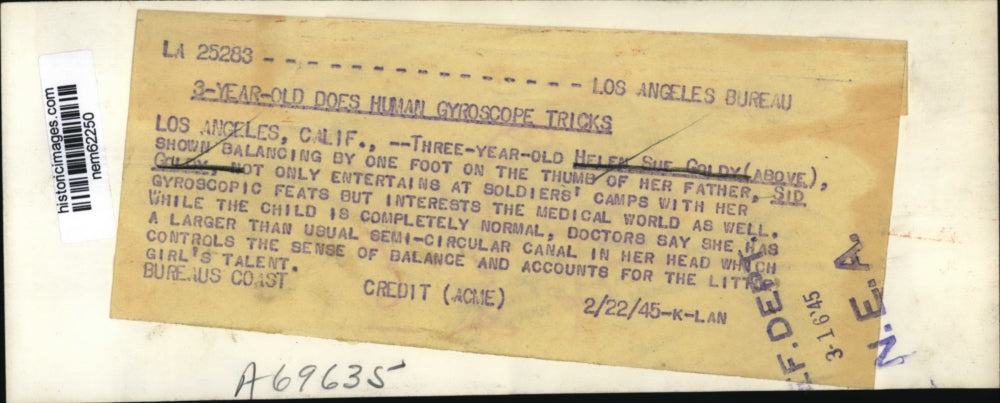 LA 25283 - - - - - - - - - - - - - - - - LOS ANGELES BUREAU
3-YEAR-OLD DOES HUMAN GYROSCOPE TRICKS
LOS ANGELES, CALIF., --THREE-YEAR-OLD HELEN SUE GOLDY(ABOVE),
SHOWN BALANCING BY ONE FOOT ON THE THUMB OF HER FATHER, SID
GOLDY, NOT ONLY ENTERTAINS AT SOLDIERS' CAMPS WITH HER
GYROSCOPIC FEATS BUT INTERESTS THE MEDICAL WORLD AS WELL.
WHILE THE CHILD IS COMPLETELY NORMAL, DOCTORS SAY SHE HAS
A LARGER THAN USUAL SEMI-CIRCULAR CANAL IN HER HEAD WHICH
CONTROLS THE SENSE OF BALANCE AND ACCOUNTS FOR THE LITTLE
GIRL'S TALENT.
BUREAUS COAST
CREDIT (ACME)
2/22/45-K-LAN
historicimages.com
nem62250
DEPT.
3-1645
N.E.A.
A69635